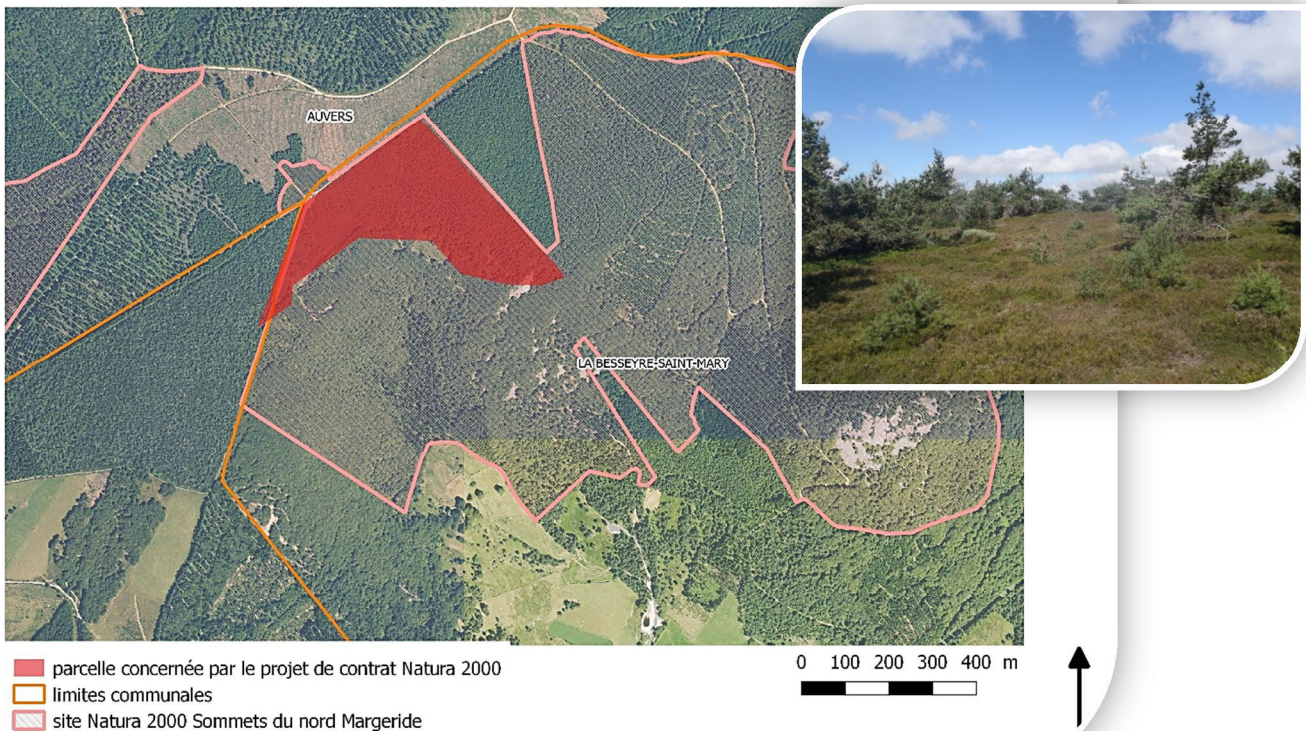 AUVERS
LA BESSEYRE-SAINT-MARY
parcelle concernée par le projet de contrat Natura 2000
limites communales
site Natura 2000 Sommets du nord Margeride
0 100 200 300 400 m